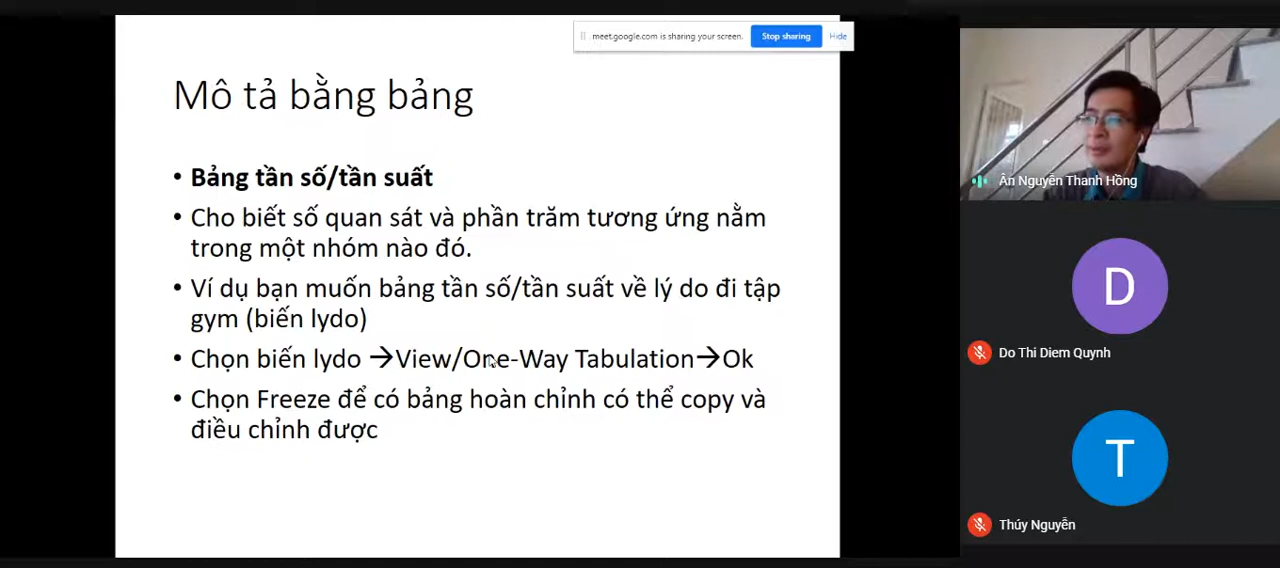 meet.google.com is sharing your screen.
Stop sharing
Hide
Mô tả bằng bảng
• Bảng tần số/tần suất
• Cho biết số quan sát và phần trăm tương ứng nằm
trong một nhóm nào đó.
• Ví dụ bạn muốn bảng tần số/tần suất về lý do đi tập
gym (biến lydo)
• Chọn biến lydo →View/One-Way Tabulation→Ok
• Chọn Freeze để có bảng hoàn chỉnh có thể copy và
điều chỉnh được
Ân Nguyễn Thanh Hồng
D
Do Thi Diem Quynh
T
Thúy Nguyễn